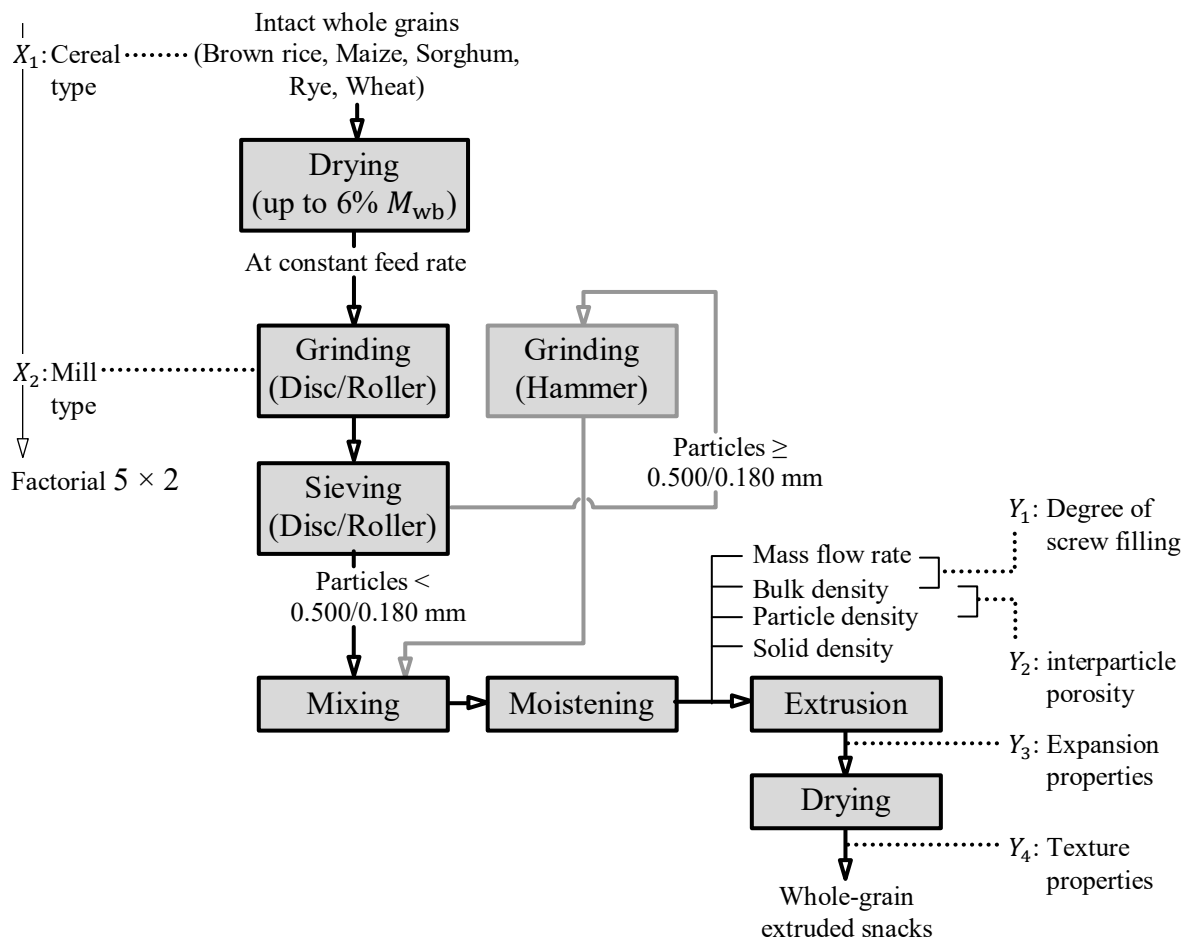 Intact whole grains
X₁: Cereal
type
(Brown rice, Maize, Sorghum,
Rye, Wheat)
Drying
(up to 6% M_wb)
At constant feed rate
X₂: Mill
type
Grinding
(Disc/Roller)
Grinding
(Hammer)
Factorial 5 × 2
Sieving
(Disc/Roller)
Particles ≥
0.500/0.180 mm
Particles <
0.500/0.180 mm
Mass flow rate
Bulk density
Particle density
Solid density
Y₁: Degree of
screw filling
Y₂: interparticle
porosity
Mixing
Moistening
Extrusion
Y₃: Expansion
properties
Drying
Y₄: Texture
properties
Whole-grain
extruded snacks